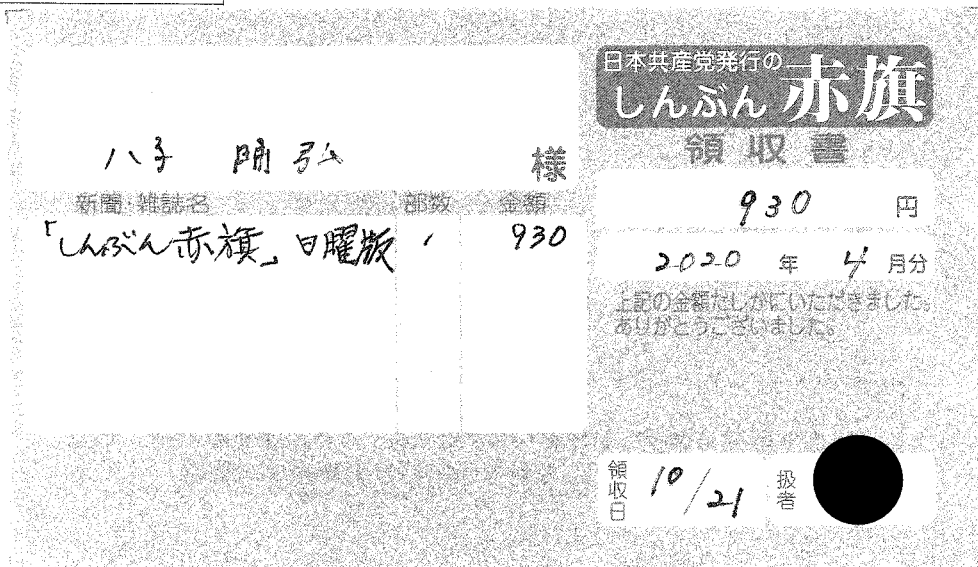 八子 朋弘 様
新聞・雑誌名 部数 金額
「しんぶん赤旗」日曜版 1 930
日本共産党発行の
しんぶん 赤旗
領収書
930 円
2020 年 4 月分
上記の金額たしかにいただきました。
ありがとうございました。
領収日 10/21 扱者